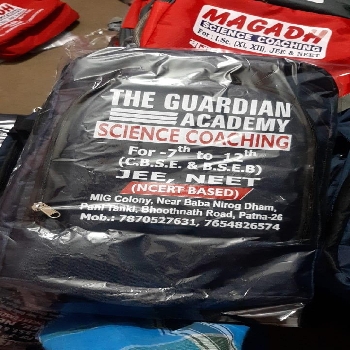 MAGADH
SCIENCE COACHING
For : I.Sc. (XI, XII), JEE & NEET
THE GUARDIAN
ACADEMY
SCIENCE COACHING
For -7th to 12th
(C.B.S.E & B.S.E.B)
JEE, NEET
(NCERT BASED)
MIG Colony, Near Baba Nirog Dham,
Pani Tanki, Bhoothnath Road, Patna-26
Mob.: 7870527631, 7654826574